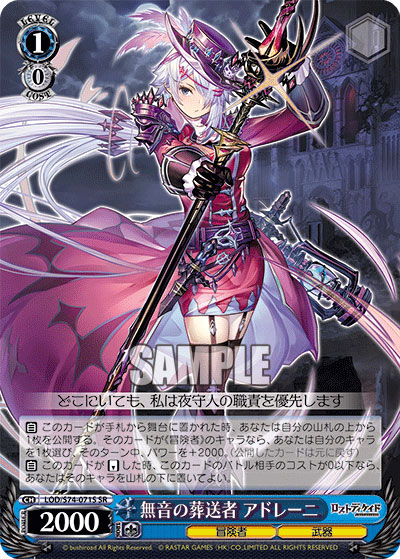 LEVEL
1
0
COST
SAMPLE
どこにいても、私は夜守人の職責を優先します
自 このカードが手札から舞台に置かれた時、あなたは自分の山札の上から
1枚を公開する。そのカードが《冒険者》のキャラなら、あなたは自分のキャラ
を1枚選び、そのターン中、パワーを+2000。(公開したカードは元に戻す)
自 このカードが した時、このカードのバトル相手のコストが0以下なら、
あなたはそのキャラを山札の下に置いてよい。
CH LOD/S74-071S SR
2000
無音の葬送者 アドレーニ
ロストディケイド
冒険者
武器
© bushiroad All Rights Reserved. © RASTAR GAMES (HK) CO.,LIMITED ALL RIGHTS RESERVED.